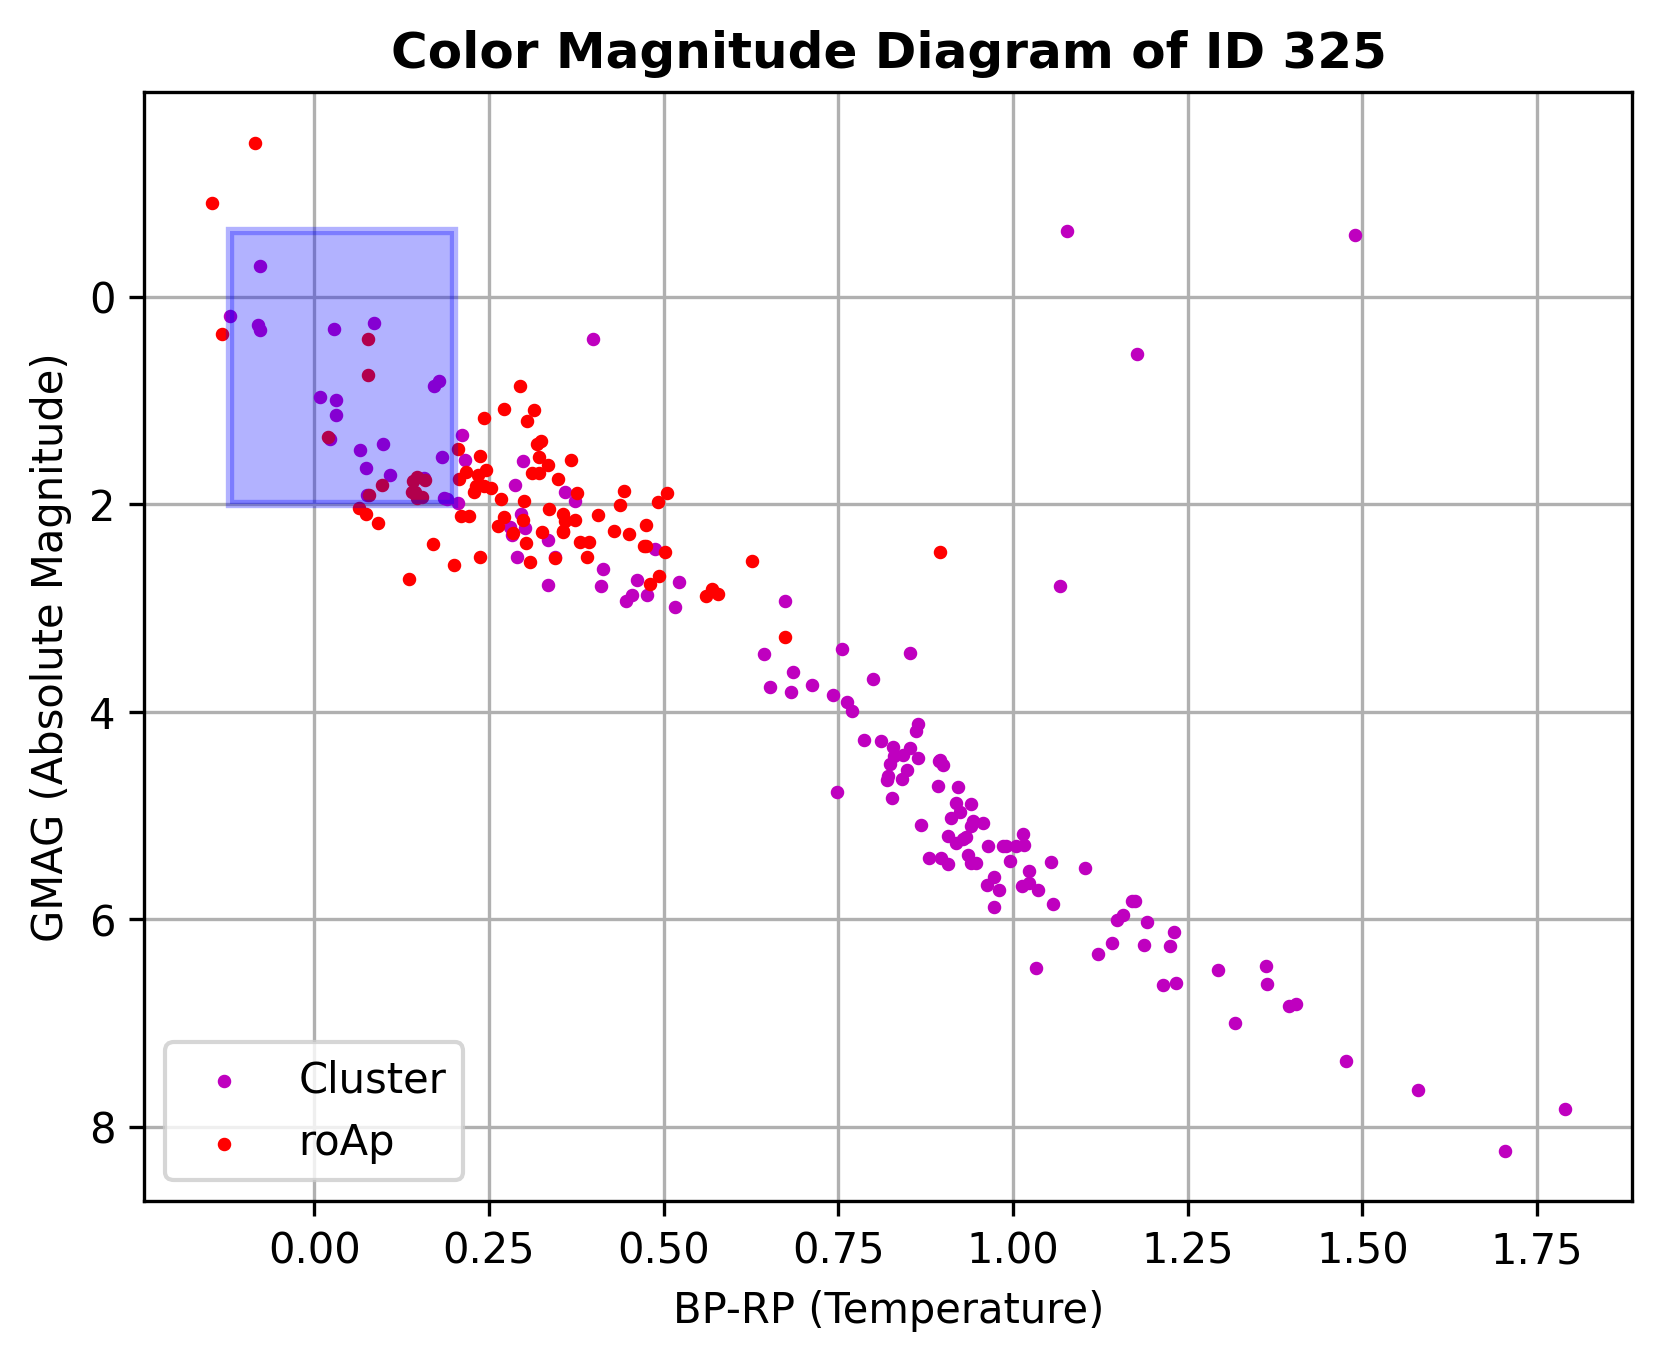 Color Magnitude Diagram of ID 325
GMAG (Absolute Magnitude)
0
2
4
6
8
Cluster
roAp
0.00 0.25 0.50 0.75 1.00 1.25 1.50 1.75
BP-RP (Temperature)